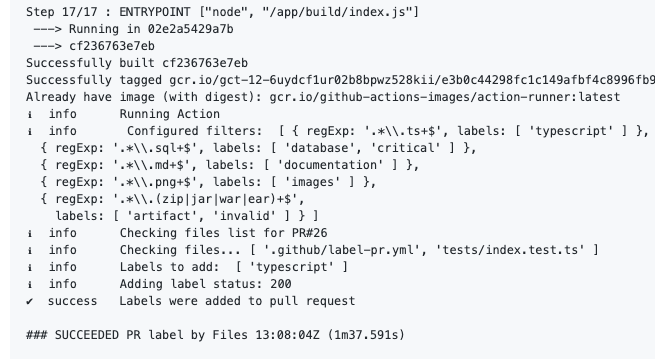 Step 17/17 : ENTRYPOINT ["node", "/app/build/index.js"]
---> Running in 02e2a5429a7b
---> cf236763e7eb
Successfully built cf236763e7eb
Successfully tagged gcr.io/gct-12-6uydcf1ur02b8bpwz528kii/e3b0c44298fc1c149afbf4c8996fb9
Already have image (with digest): gcr.io/github-actions-images/action-runner:latest
ℹ info Running Action
ℹ info Configured filters: [ { regExp: '.*\\.ts+$', labels: [ 'typescript' ] },
{ regExp: '.*\\.sql+$', labels: [ 'database', 'critical' ] },
{ regExp: '.*\\.md+$', labels: [ 'documentation' ] },
{ regExp: '.*\\.png+$', labels: [ 'images' ] },
{ regExp: '.*\\.(zip|jar|war|ear)+$',
labels: [ 'artifact', 'invalid' ] } ]
ℹ info Checking files list for PR#26
ℹ info Checking files... [ '.github/label-pr.yml', 'tests/index.test.ts' ]
ℹ info Labels to add: [ 'typescript' ]
ℹ info Adding label status: 200
✔ success Labels were added to pull request
### SUCCEEDED PR label by Files 13:08:04Z (1m37.591s)